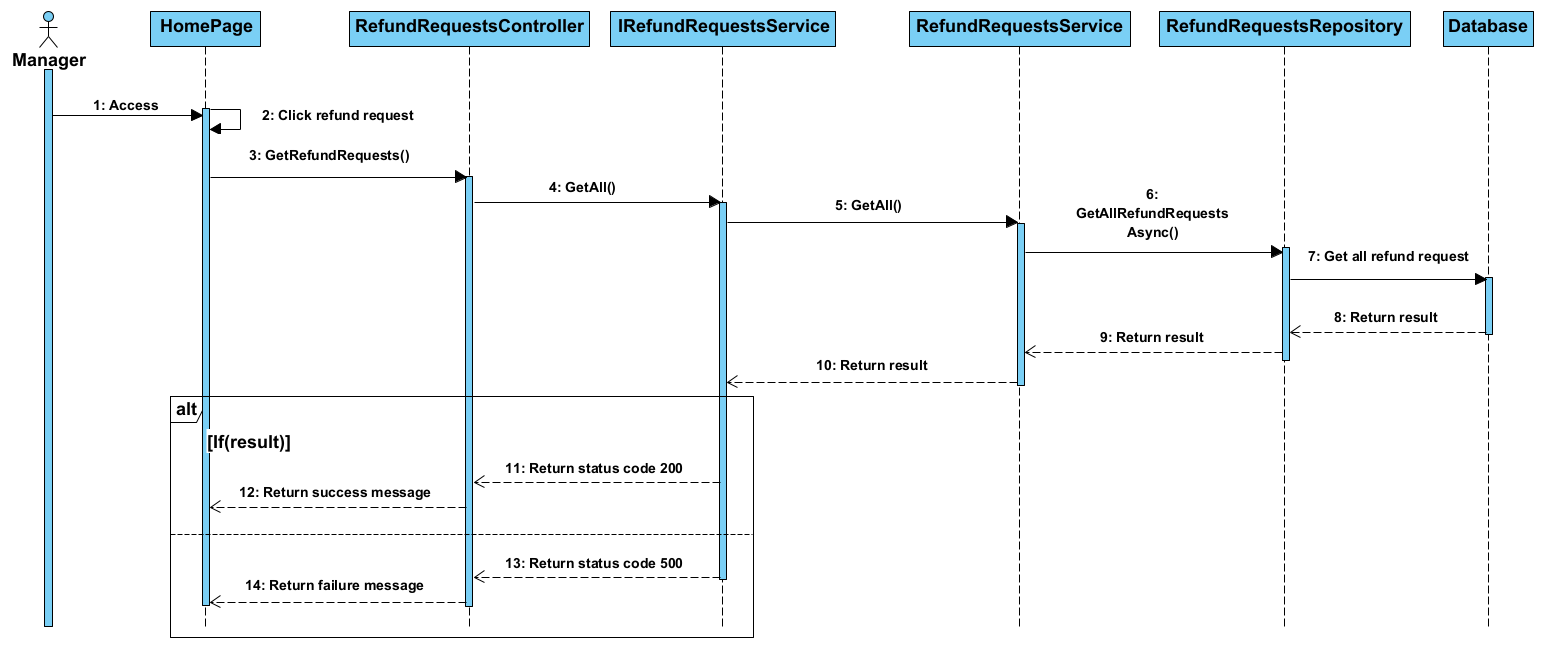 Manager
HomePage
RefundRequestsController
IRefundRequestsService
RefundRequestsService
RefundRequestsRepository
Database
1: Access
2: Click refund request
3: GetRefundRequests()
4: GetAll()
5: GetAll()
6:
GetAllRefundRequests
Async()
7: Get all refund request
8: Return result
9: Return result
10: Return result
alt
[If(result)]
11: Return status code 200
12: Return success message
13: Return status code 500
14: Return failure message